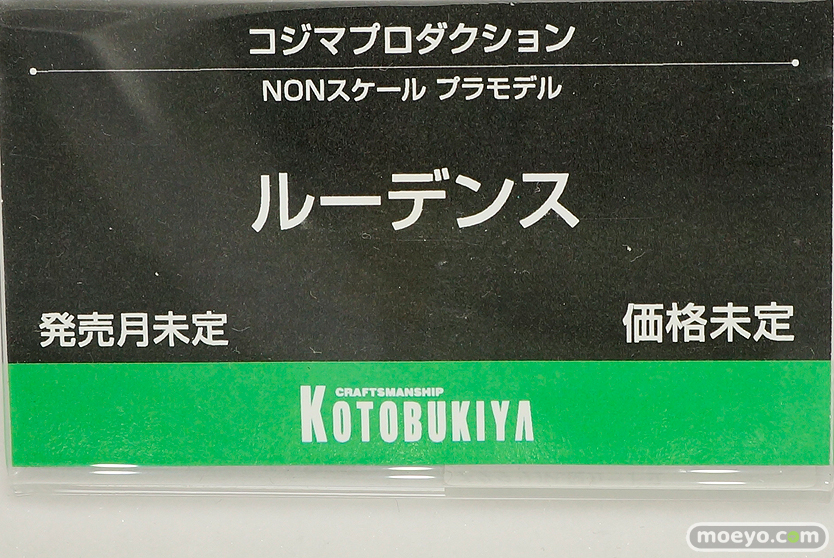 コジマプロダクション
NONスケール プラモデル
ルーデンス
発売月未定
価格未定
CRAFTSMANSHIP
KOTOBUKIYA
moeyo.com